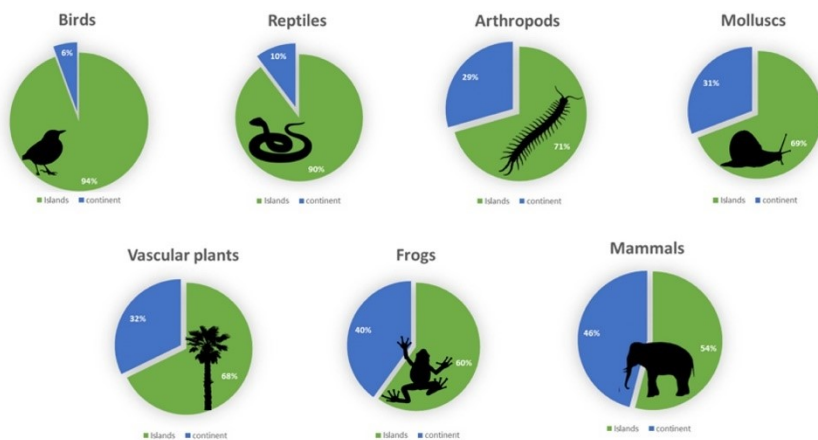 Birds
6%
94%
Islands continent
Reptiles
10%
90%
Islands continent
Arthropods
29%
71%
Islands continent
Molluscs
31%
69%
Islands continent
Vascular plants
32%
68%
Islands continent
Frogs
40%
60%
Islands continent
Mammals
46%
54%
Islands continent